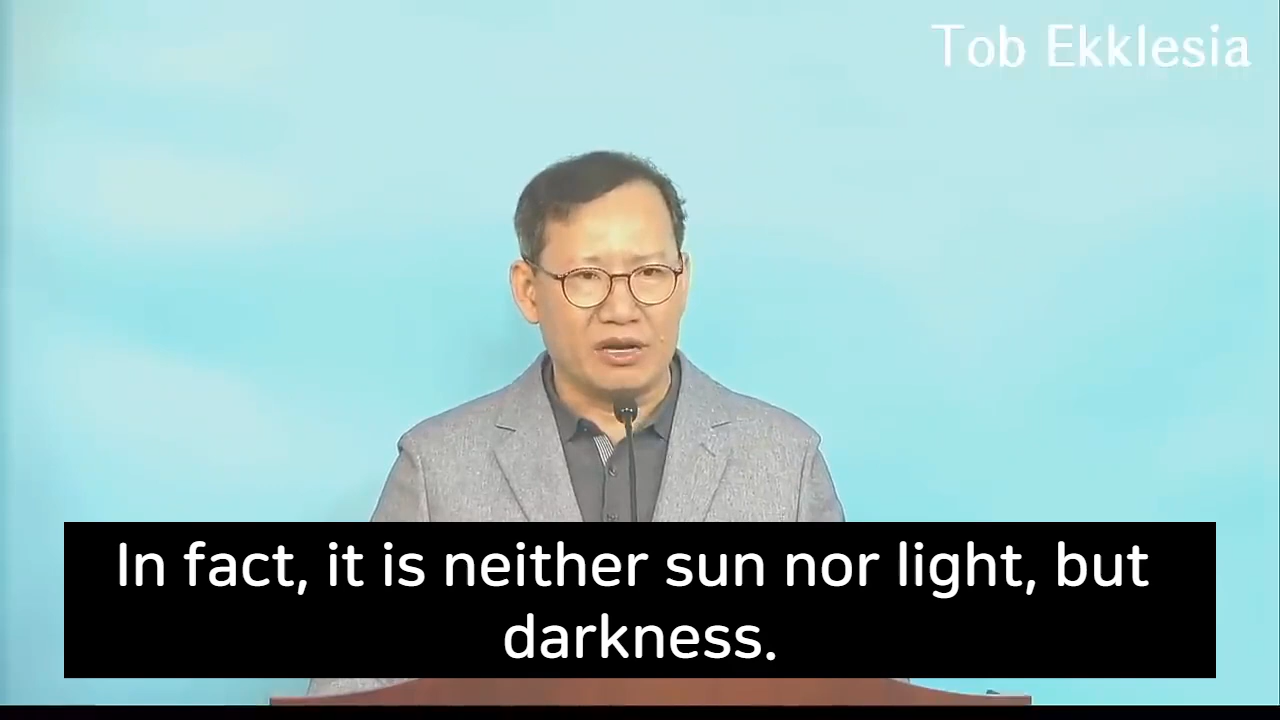 Tob Ekklesia
In fact, it is neither sun nor light, but
darkness.